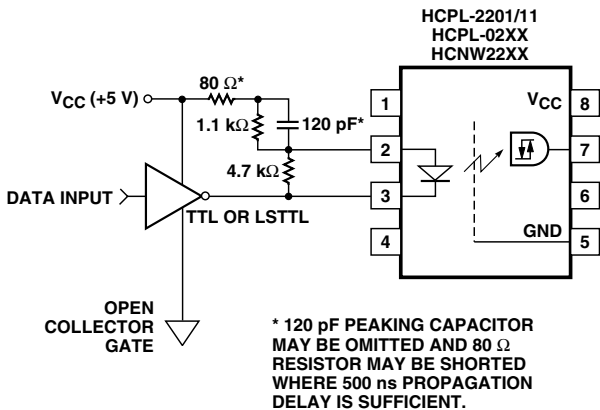 HCPL-2201/11
HCPL-02XX
HCNW22XX
80 Ω*
VCC (+5 V)
1.1 kΩ
120 pF*
4.7 kΩ
DATA INPUT
TTL OR LSTTL
1
2
3
4
VCC 8
7
6
GND 5
OPEN
COLLECTOR
GATE
* 120 pF PEAKING CAPACITOR
MAY BE OMITTED AND 80 Ω
RESISTOR MAY BE SHORTED
WHERE 500 ns PROPAGATION
DELAY IS SUFFICIENT.